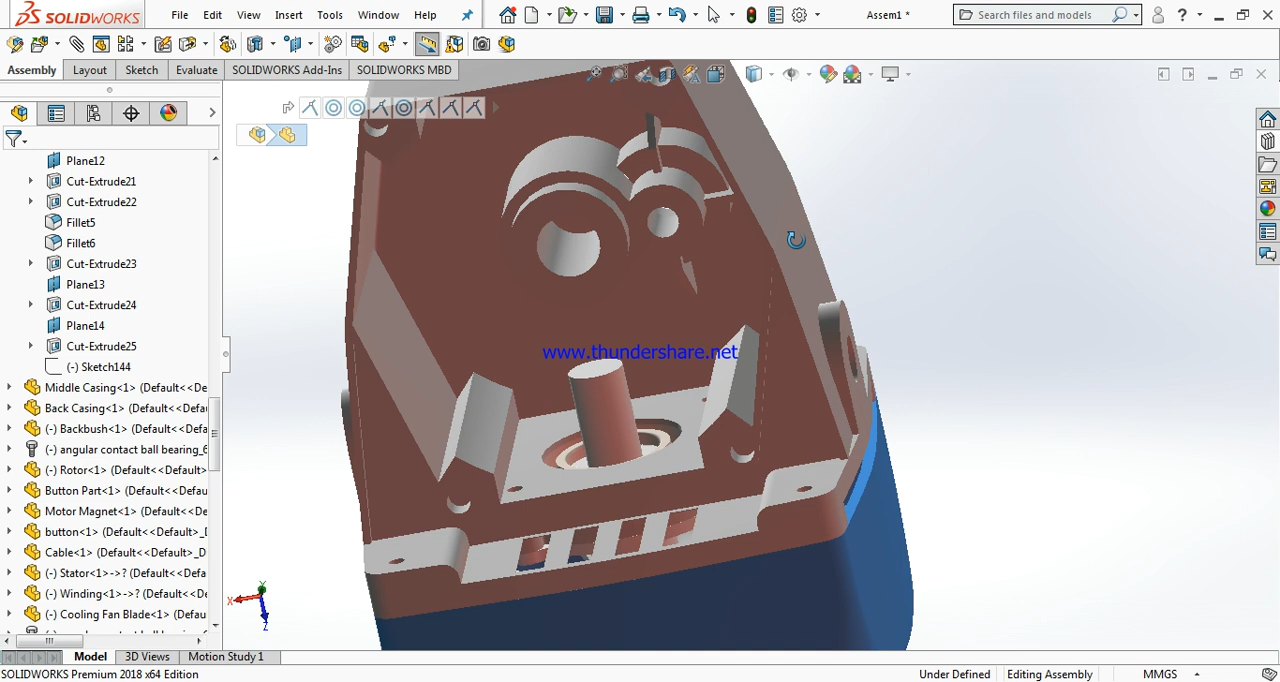 SOLIDWORKS
File Edit View Insert Tools Window Help
Assem1 *
Search files and models
?
Assembly Layout Sketch Evaluate SOLIDWORKS Add-Ins SOLIDWORKS MBD
Plane12
Cut-Extrude21
Cut-Extrude22
Fillet5
Fillet6
Cut-Extrude23
Plane13
Cut-Extrude24
Plane14
Cut-Extrude25
(-) Sketch144
Middle Casing<1> (Default<<De
Back Casing<1> (Default<<Defau
(-) Backbush<1> (Default<<Defa
(-) angular contact ball bearing_6
(-) Rotor<1> (Default<<Default>
Button Part<1> (Default<<Defau
Motor Magnet<1> (Default<<De
button<1> (Default<<Default>_D
Cable<1> (Default<<Default>_D
(-) Stator<1>->? (Default<<Defa
(-) Winding<1>->? (Default<<De
(-) Cooling Fan Blade<1> (Defau
www.thundershare.net
X Y Z
Model 3D Views Motion Study 1
SOLIDWORKS Premium 2018 x64 Edition
Under Defined Editing Assembly MMGS